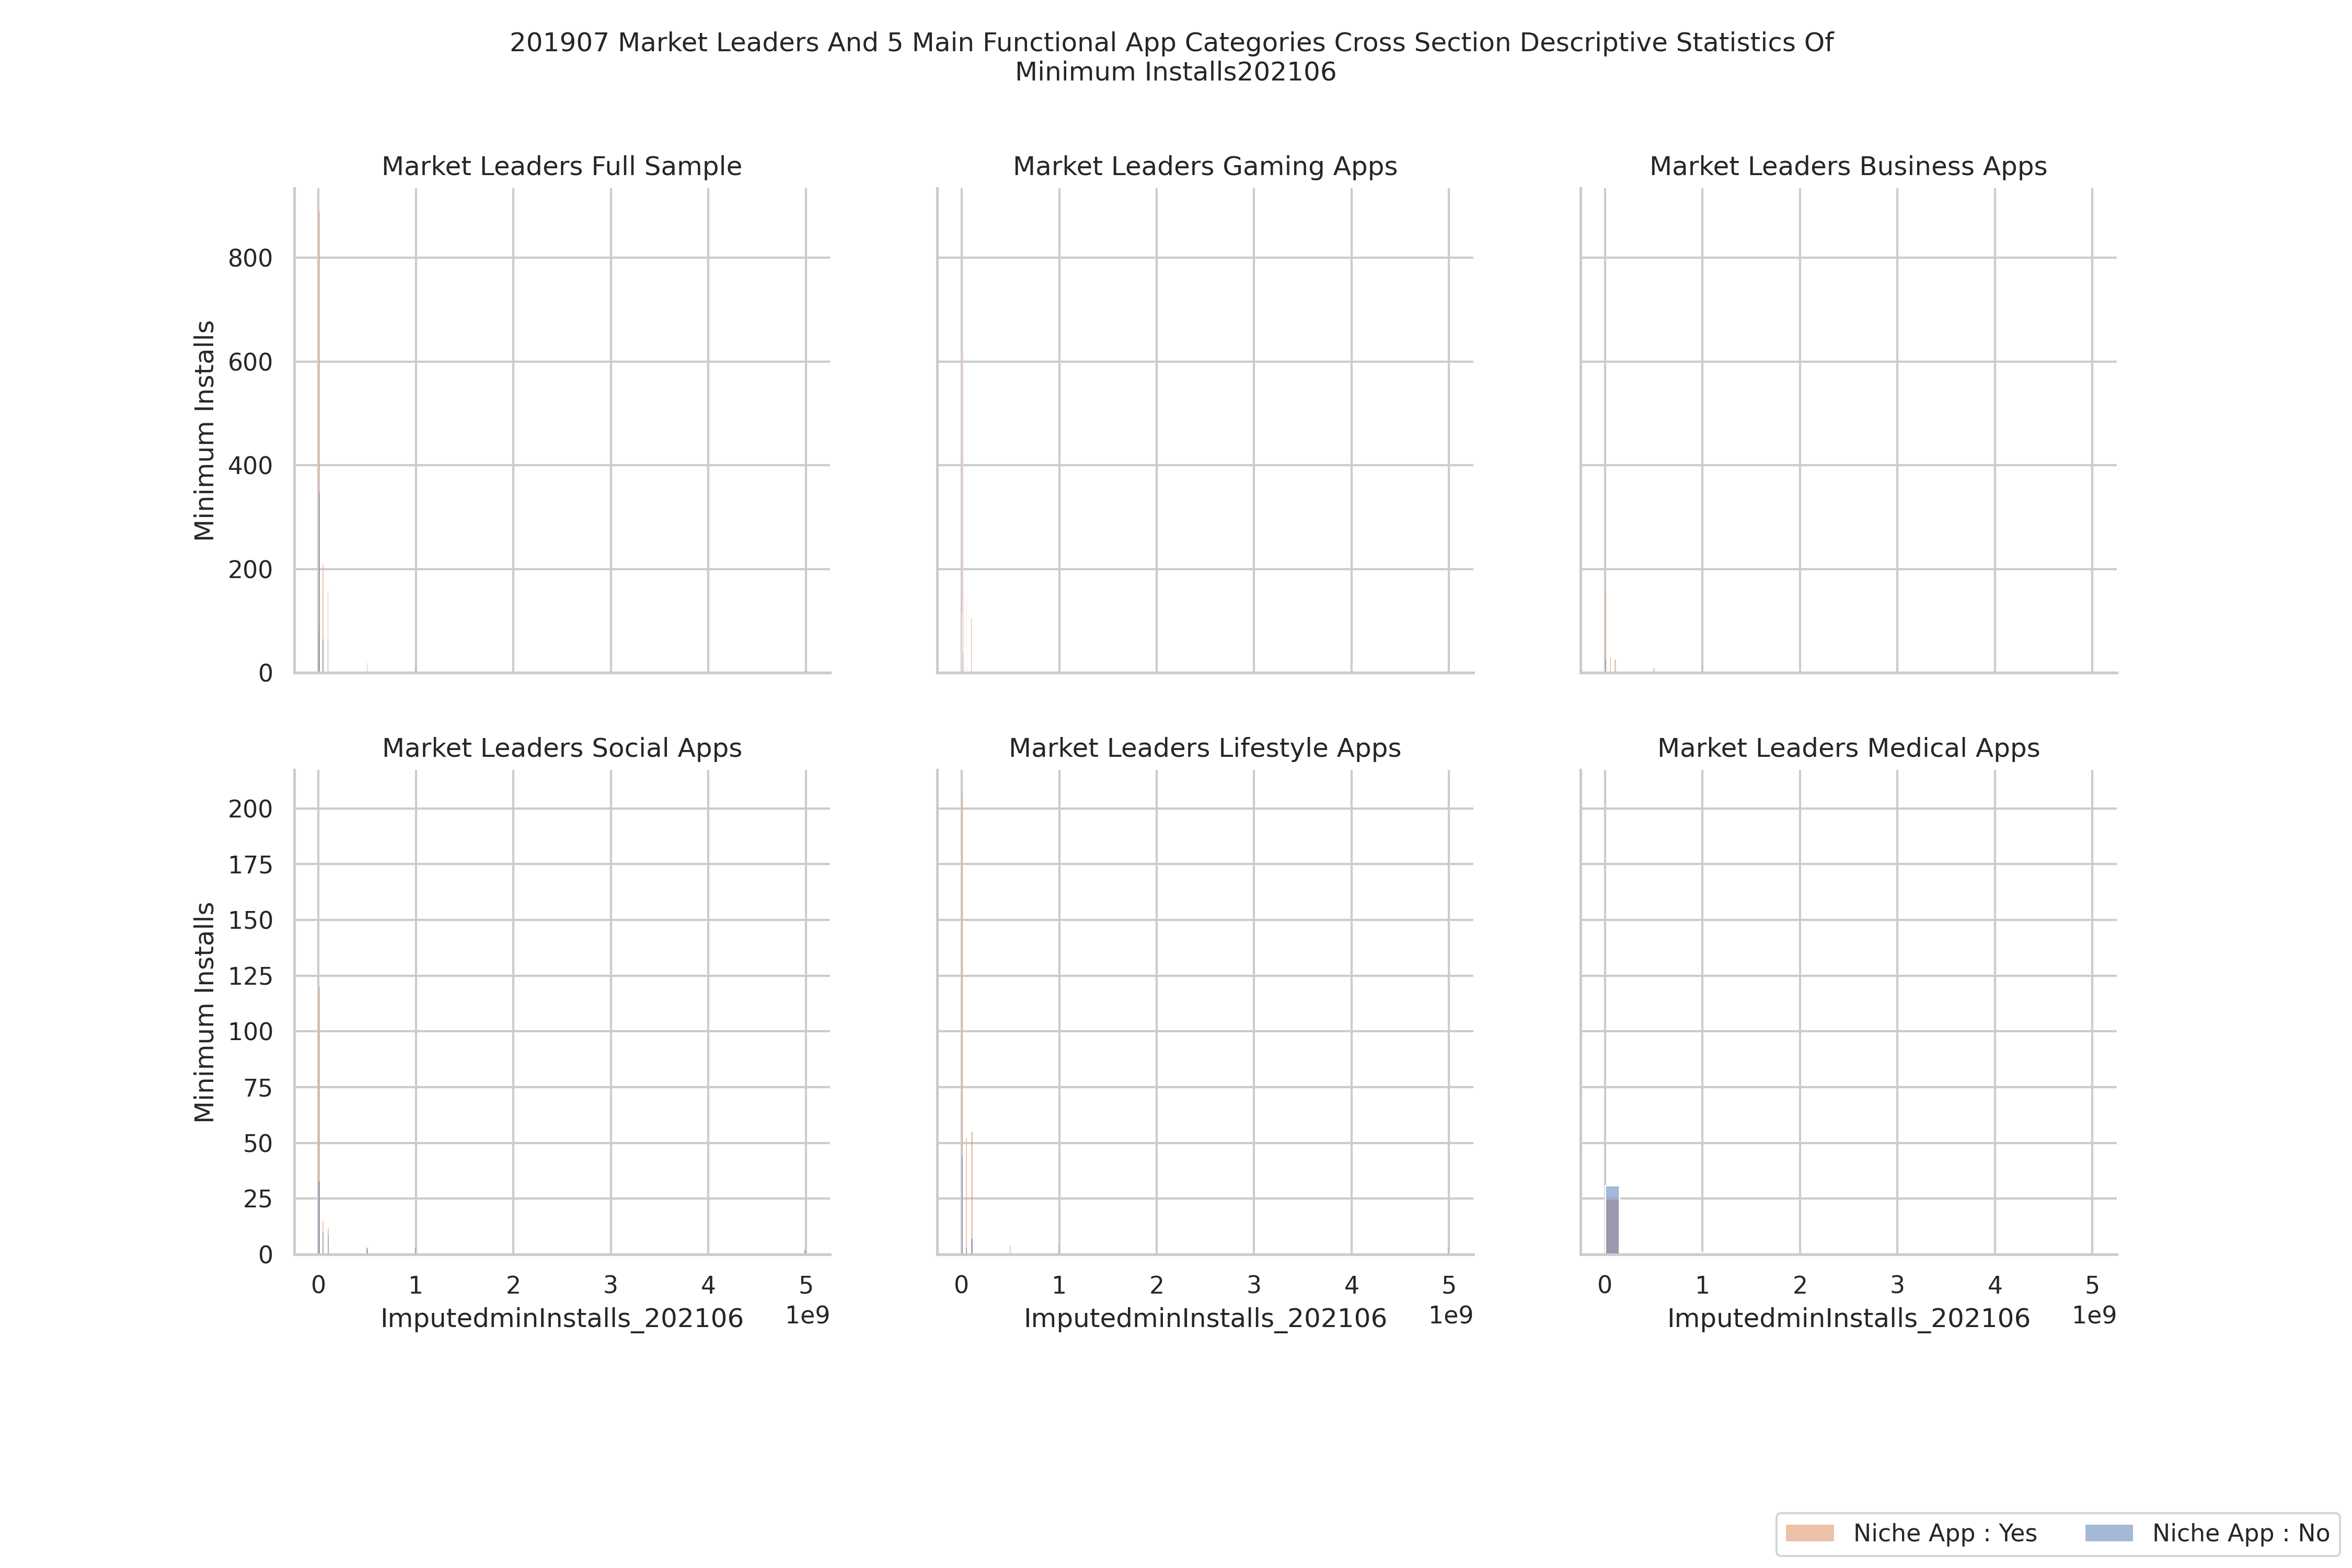 201907 Market Leaders And 5 Main Functional App Categories Cross Section Descriptive Statistics Of
Minimum Installs202106
Market Leaders Full Sample
Market Leaders Gaming Apps
Market Leaders Business Apps
Minimum Installs
800
600
400
200
0
Market Leaders Social Apps
Market Leaders Lifestyle Apps
Market Leaders Medical Apps
Minimum Installs
200
175
150
125
100
75
50
25
0
0 1 2 3 4 5
1e9
ImputedminInstalls_202106
0 1 2 3 4 5
1e9
ImputedminInstalls_202106
0 1 2 3 4 5
1e9
ImputedminInstalls_202106
Niche App : Yes
Niche App : No